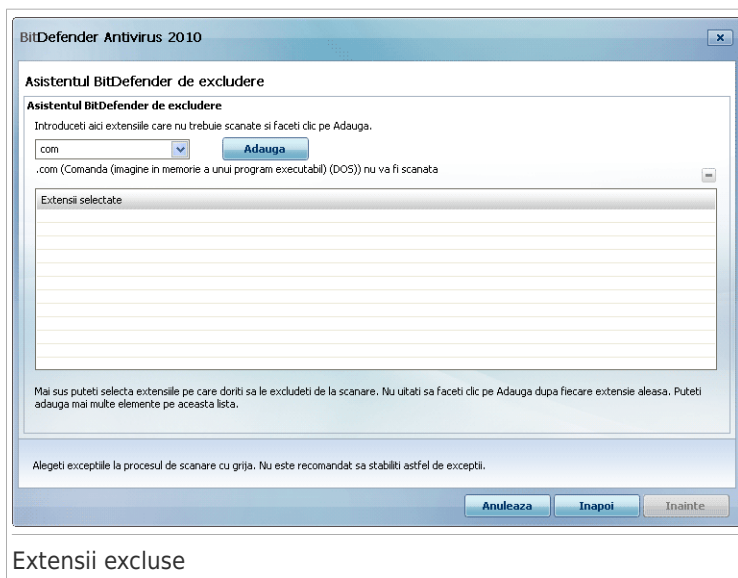 BitDefender Antivirus 2010
Asistentul BitDefender de excludere
Asistentul BitDefender de excludere
Introduceti aici extensiile care nu trebuie scanate si faceti clic pe Adauga.
com
Adauga
.com (Comanda (imagine in memorie a unui program executabil) (DOS)) nu va fi scanata
Extensii selectate
Mai sus puteti selecta extensiile pe care doriti sa le excludeti de la scanare. Nu uitati sa faceti clic pe Adauga dupa fiecare extensie aleasa. Puteti
adauga mai multe elemente pe aceasta lista.
Alegeti exceptiile la procesul de scanare cu grija. Nu este recomandat sa stabiliti astfel de exceptii.
Anuleaza
Inapoi
Inainte
Extensii excluse